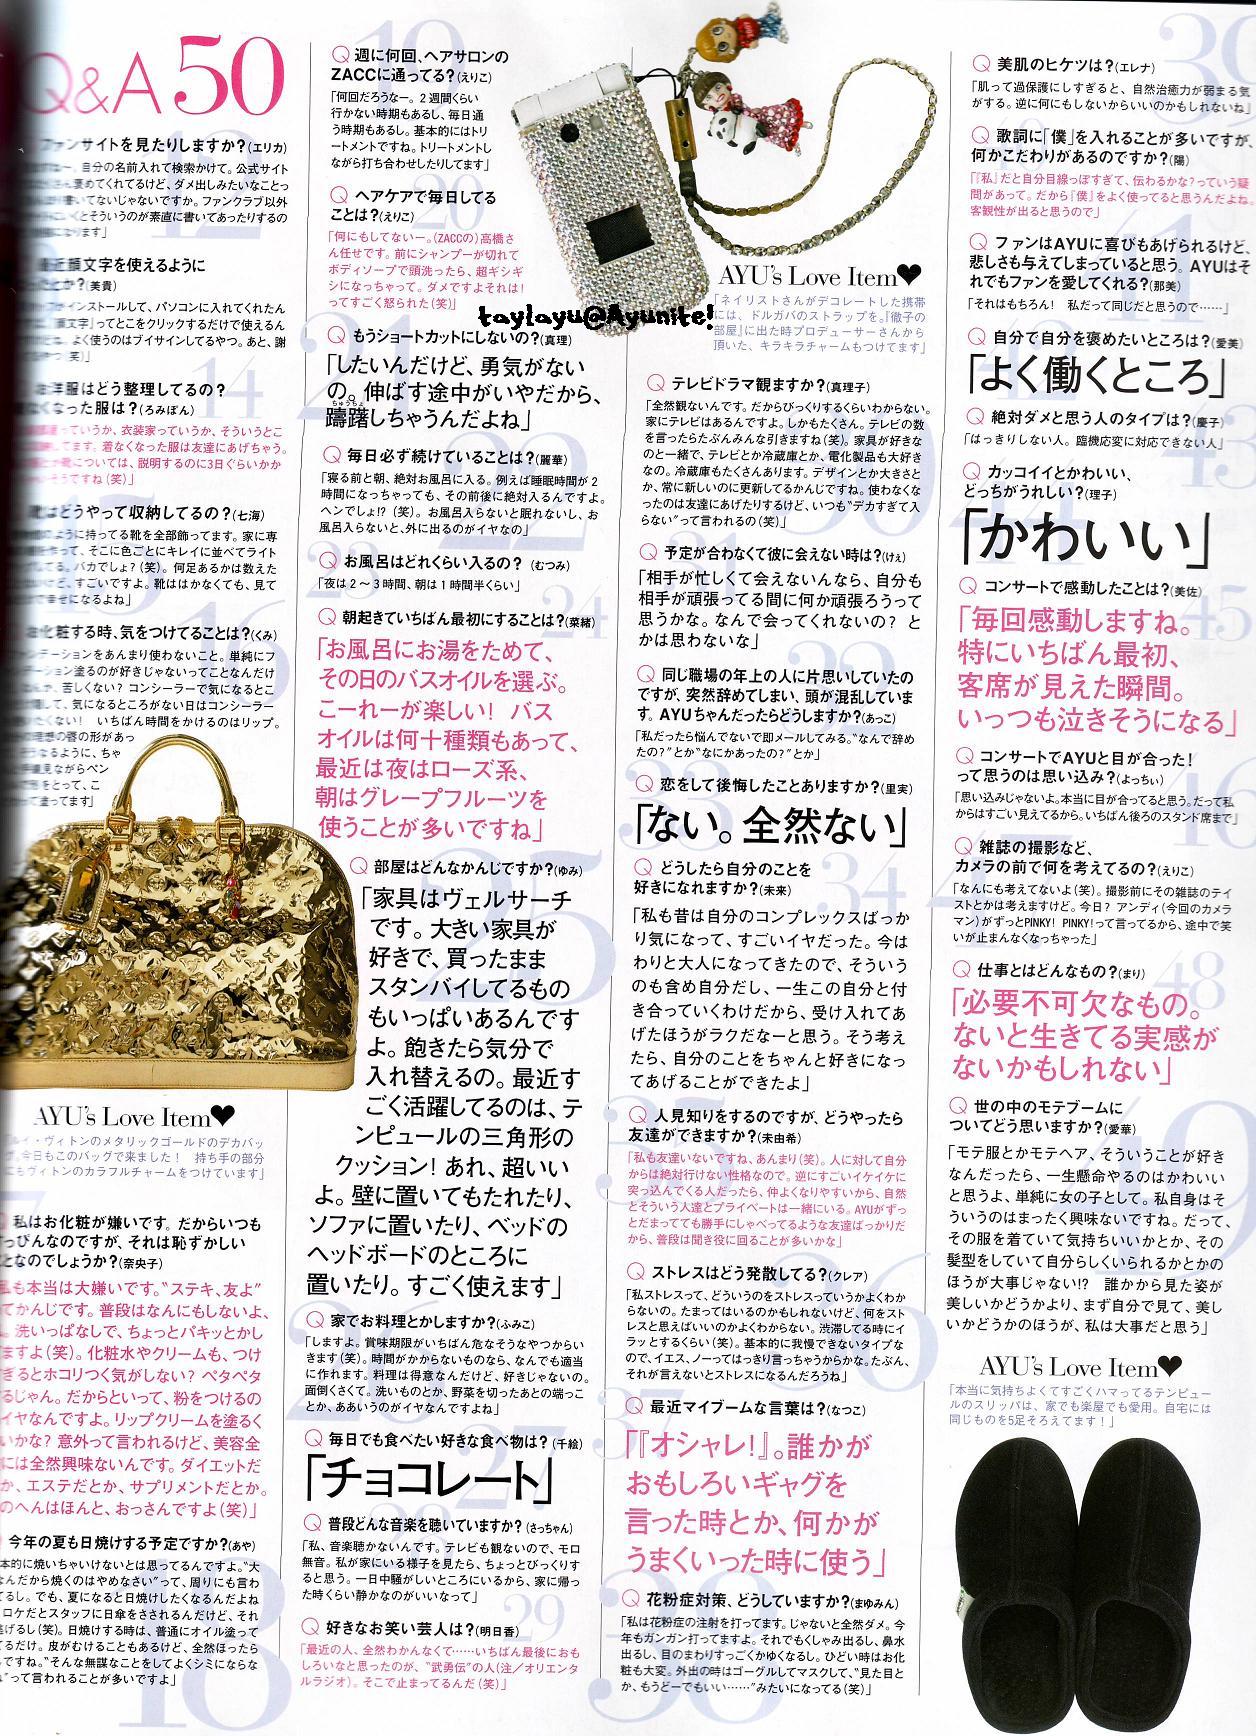 Q&A 50
ファンサイトを見たりしますか?(エリカ)
自分の名前入れて検索かけて。公式サイト
褒めてくれてるけど、ダメ出しみたいなことっ
書いてないじゃないですか。ファンクラブ以外
くとそういうのが素直に書いてあったりするの
になります」
最近顔文字を使えるように
(美貴)
インストールして、パソコンに入れてくれたん
ってとこをクリックするだけで使えるん
よく使うのはブイサインしてるやつ。あと、謝
笑)」
お洋服はどう整理してるの?
なくなった服は?(ろみぽん)
っていうか、衣装家っていうか、そういうとこ
てます。着なくなった服は友達にあげちゃう。
については、説明するのに3日ぐらいかか
そうですね(笑)」
靴はどうやって収納してるの?(七海)
ように持ってる靴を全部飾ってます。家に専
作って、そこに色ごとにキレイに並べてライト
てる。バカでしょ?(笑)。何足あるかは数えた
けど、すごいですよ。靴ははかなくても、見て
で幸せになるよね」
お化粧する時、気をつけてることは?(くみ)
ンデーションをあんまり使わないこと。単純にフ
ーション塗るのが好きじゃないってことなんだけ
苦しくない? コンシーラーで気になるとこ
して、気になるところがない日はコンシーラー
たくない! いちばん時間をかけるのはリップ。
理想の唇の形があっ
うなるように、ちゃ
見ながらペン
をとって、こ
って塗ってます」
AYU's Love Item♥
「ルイ・ヴィトンのメタリックゴールドのデカバッ
グ。今日もこのバッグで来ました! 持ち手の部分
にもヴィトンのカラフルチャームをつけています」
私はお化粧が嫌いです。だからいつも
っぴんなのですが、それは恥ずかしい
となのでしょうか?(奈央子)
私も本当は大嫌いです。“ステキ、友よ”
てかんじです。普段はなんにもしないよ、
洗いっぱなしで、ちょっとパキッとかし
ますよ(笑)。化粧水やクリームも、つけ
ぎるとホコリつく気がしない? ペタペタ
るじゃん。だからといって、粉をつけるの
イヤなんですよ。リップクリームを塗るく
いかな? 意外って言われるけど、美容全
には全然興味ないんです。ダイエットだ
か、エステだとか、サプリメントだとか。
のへんはほんと、おっさんですよ(笑)」
今年の夏も日焼けする予定ですか?(あや)
本的に焼いちゃいけないとは思ってるんですよ。“大
なんだから焼くのはやめなさい”って、周りにも言わ
てるし。でも、夏になると日焼けしたくなるんだよね
ロケだとスタッフに日傘をさされるんだけど、それ
逃げるし(笑)。日焼けする時は、普通にオイル塗って
てるだけ。皮がむけることもあるけど、全然ほったら
ですね。“そんな無謀なことをしてよくシミにならな
”って言われることが多いですよ」
Q 週に何回、ヘアサロンの
ZACCに通ってる?(えりこ)
「何回だろうなー。2週間くらい
行かない時期もあるし、毎日通
う時期もあるし。基本的にはトリ
ートメントですね。トリートメントし
ながら打ち合わせしたりしてます」
Q ヘアケアで毎日してる
ことは?(えりこ)
「何にもしてないー。(ZACCの)高橋さ
ん任せです。前にシャンプーが切れて
ボディソープで頭洗ったら、超ギシギ
シになっちゃって。ダメですよそれは!
ってすごく怒られた(笑)」
Q もうショートカットにしないの?(真理)
「したいんだけど、勇気がない
の。伸ばす途中がいやだから、
躊躇しちゃうんだよね」
Q 毎日必ず続けていることは?(麗華)
「寝る前と朝、絶対お風呂に入る。例えば睡眠時間が2
時間になっちゃっても、その前後に絶対入るんですよ。
ヘンでしょ!?(笑)。お風呂入らないと眠れないし、お
風呂入らないと、外に出るのがイヤなの」
Q お風呂はどれくらい入るの?(むつみ)
「夜は2〜3時間、朝は1時間半くらい」
Q 朝起きていちばん最初にすることは?(菜緒)
「お風呂にお湯をためて、
その日のバスオイルを選ぶ。
こーれーが楽しい! バス
オイルは何十種類もあって、
最近は夜はローズ系、
朝はグレープフルーツを
使うことが多いですね」
Q 部屋はどんなかんじですか?(ゆみ)
「家具はヴェルサーチ
です。大きい家具が
好きで、買ったまま
スタンバイしてるもの
もいっぱいあるんです
よ。飽きたら気分で
入れ替えるの。最近す
ごく活躍してるのは、テ
ンピュールの三角形の
クッション! あれ、超いい
よ。壁に置いてもたれたり、
ソファに置いたり、ベッドの
ヘッドボードのところに
置いたり。すごく使えます」
Q 家でお料理とかしますか?(ふみこ)
「しますよ。賞味期限がいちばん危なそうなやつからい
きます(笑)。時間がかからないものなら、なんでも適当
に作れます。料理は得意なんだけど、好きじゃないの。
面倒くさくて。洗いものとか、野菜を切ったあとの端っこ
とか、ああいうのがイヤなんですよね」
Q 毎日でも食べたい好きな食べ物は?(千絵)
「チョコレート」
Q 普段どんな音楽を聴いていますか?(さっちゃん)
「私、音楽聴かないんです。テレビも観ないので、モロ
無音。私が家にいる様子を見たら、ちょっとびっくりす
ると思う。一日中騒がしいところにいるから、家に帰っ
た時くらい静かなのがいいなって」
Q 好きなお笑い芸人は?(明日香)
「最近の人、全然わかんなくて……いちばん最後におも
しろいなと思ったのが、“武勇伝”の人(注/オリエンタ
ルラジオ)。そこで止まってるんだ(笑)」
AYU's Love Item♥
taylayu@Ayunite!
「ネイリストさんがデコレートした携帯
には、ドルガバのストラップを。『徹子の
部屋』に出た時プロデューサーさんから
頂いた、キラキラチャームもつけてます」
Q テレビドラマ観ますか?(真理子)
「全然観ないんです。だからびっくりするくらいわからない。
家にテレビはあるんですよ。しかもたくさん。テレビの数
を言ったらたぶんみんな引きますね(笑)。家具が好きな
のと一緒で、テレビとか冷蔵庫とか、電化製品も大好き
なの。冷蔵庫もたくさんあります。デザインとか大きさと
か、常に新しいのに更新してるかんじですね。使わなくな
ったのは友達にあげたりするけど、いつも“デカすぎて入
らない”って言われるの(笑)」
Q 予定が合わなくて彼に会えない時は?(けぇ)
「相手が忙しくて会えないんなら、自分も
相手が頑張ってる間に何か頑張ろうって
思うかな。なんで会ってくれないの? と
かは思わないな」
Q 同じ職場の年上の人に片思いしていたの
ですが、突然辞めてしまい、頭が混乱していま
す。AYUちゃんだったらどうしますか?(あっこ)
「私だったら悩んでないで即メールしてみる。“なんで辞め
たの?”とか“なにかあったの?”とか」
Q 恋をして後悔したことありますか?(里実)
「ない。全然ない」
Q どうしたら自分のことを
好きになれますか?(未来)
「私も昔は自分のコンプレックスばっか
り気になって、すごいイヤだった。今は
わりと大人になってきたので、そういう
のも含め自分だし、一生この自分と付
き合っていくわけだから、受け入れてあ
げたほうがラクだなーと思う。そう考え
たら、自分のことをちゃんと好きになっ
てあげることができたよ」
Q 人見知りをするのですが、どうやったら
友達ができますか?(未由希)
「私も友達いないですね、あんまり(笑)。人に対して自分
からは絶対行けない性格なので。逆にすごいイケイケに
突っ込んでくる人だったら、仲よくなりやすいから、自然
とそういう人達とプライベートは一緒にいる。AYUがずっ
とだまってても勝手にしゃべってるような友達ばっかりだ
から、普段は聞き役に回ることが多いかな」
Q ストレスはどう発散してる?(クレア)
「私ストレスって、どういうのをストレスっていうかよくわか
らないの。たまってはいるのかもしれないけど、何をスト
レスと思えばいいのかよくわからない。渋滞してる時にイ
ラッとするくらい(笑)。基本的に我慢できないタイプな
ので、イエス、ノーってはっきり言っちゃうからかな。たぶん、
それが言えないとストレスになるんだろうね」
Q 最近マイブームな言葉は?(なつこ)
「『オシャレ!』。誰かが
おもしろいギャグを
言った時とか、何かが
うまくいった時に使う」
Q 花粉症対策、どうしていますか?(まゆみん)
「私は花粉症の注射を打ってます。じゃないと全然ダメ。今
年もガンガン打ってますよ。それでもくしゃみ出るし、鼻水
出るし、目のまわりすっごくかゆくなるし。ひどい時はお化
粧も大変。外出の時はゴーグルしてマスクして、“見た目と
か、もうどーでもいい……”みたいになってる(笑)」
Q 美肌のヒケツは?(エレナ)
「肌って過保護にしすぎると、自然治癒力が弱まる気
がする。逆に何にもしないからいいのかもしれないね」
Q 歌詞に「僕」を入れることが多いですが、
何かこだわりがあるのですか?(陽)
「『私』だと自分目線っぽすぎて、伝わるかな?っていう疑
問があって。だから『僕』をよく使ってると思うんだよね。
客観性が出ると思うので」
Q ファンはAYUに喜びもあげられるけど、
悲しさも与えてしまっていると思う。AYUはそ
れでもファンを愛してくれる?(那美)
「それはもちろん! 私だって同じだと思うので……」
Q 自分で自分を褒めたいところは?(愛美)
「よく働くところ」
Q 絶対ダメと思う人のタイプは?(慶子)
「はっきりしない人。臨機応変に対応できない人」
Q カッコイイとかわいい、
どっちがうれしい?(理子)
「かわいい」
Q コンサートで感動したことは?(美佐)
「毎回感動しますね。
特にいちばん最初、
客席が見えた瞬間。
いっつも泣きそうになる」
Q コンサートでAYUと目が合った!
って思うのは思い込み?(よっちぃ)
「思い込みじゃないよ。本当に目が合ってると思う。だって私
からはすごい見えてるから。いちばん後ろのスタンド席まで」
Q 雑誌の撮影など、
カメラの前で何を考えてるの?(えりこ)
「なんにも考えてないよ(笑)。撮影前にその雑誌のテイ
ストとかは考えますけど。今日? アンディ(今回のカメラ
マン)がずっとPINKY! PINKY!って言ってるから、途中で笑
いが止まんなくなっちゃった」
Q 仕事とはどんなもの?(まり)
「必要不可欠なもの。
ないと生きてる実感が
ないかもしれない」
Q 世の中のモテブームに
ついてどう思いますか?(愛華)
「モテ服とかモテヘア、そういうことが好き
なんだったら、一生懸命やるのはかわいい
と思うよ、単純に女の子として。私自身はそ
ういうのはまったく興味ないですね。だって、
その服を着ていて気持ちいいかとか、その
髪型をしていて自分らしくいられるかとかの
ほうが大事じゃない!? 誰かから見た姿が
美しいかどうかより、まず自分で見て、美し
いかどうかのほうが、私は大事だと思う」
AYU's Love Item♥
「本当に気持ちよくてすごくハマってるテンピュー
ルのスリッパは、家でも楽屋でも愛用。自宅には
同じものを5足そろえてます!」